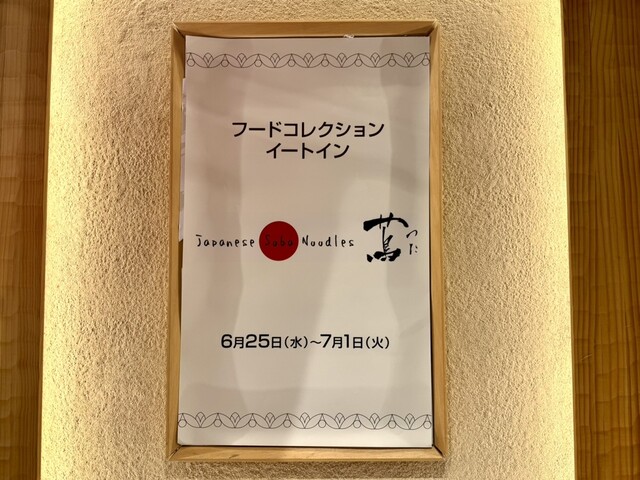 フードコレクション
イートイン
Japanese Soba Noodles 蔦 つた
6月25日(水)~7月1日(火)